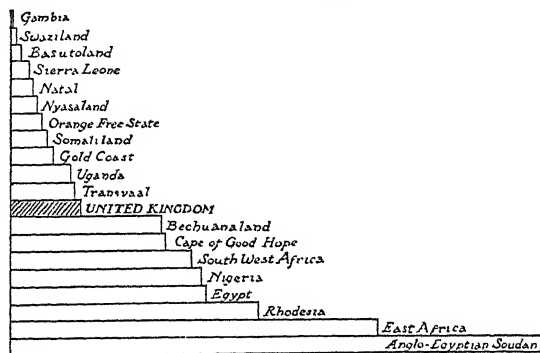 Gambia
Swaziland
Basutoland
Sierra Leone
Natal
Nyasaland
Orange Free State
Somaliland
Gold Coast
Uganda
Transvaal
UNITED KINGDOM
Bechuanaland
Cape of Good Hope
South West Africa
Nigeria
Egypt
Rhodesia
East Africa
Anglo-Egyptian Soudan